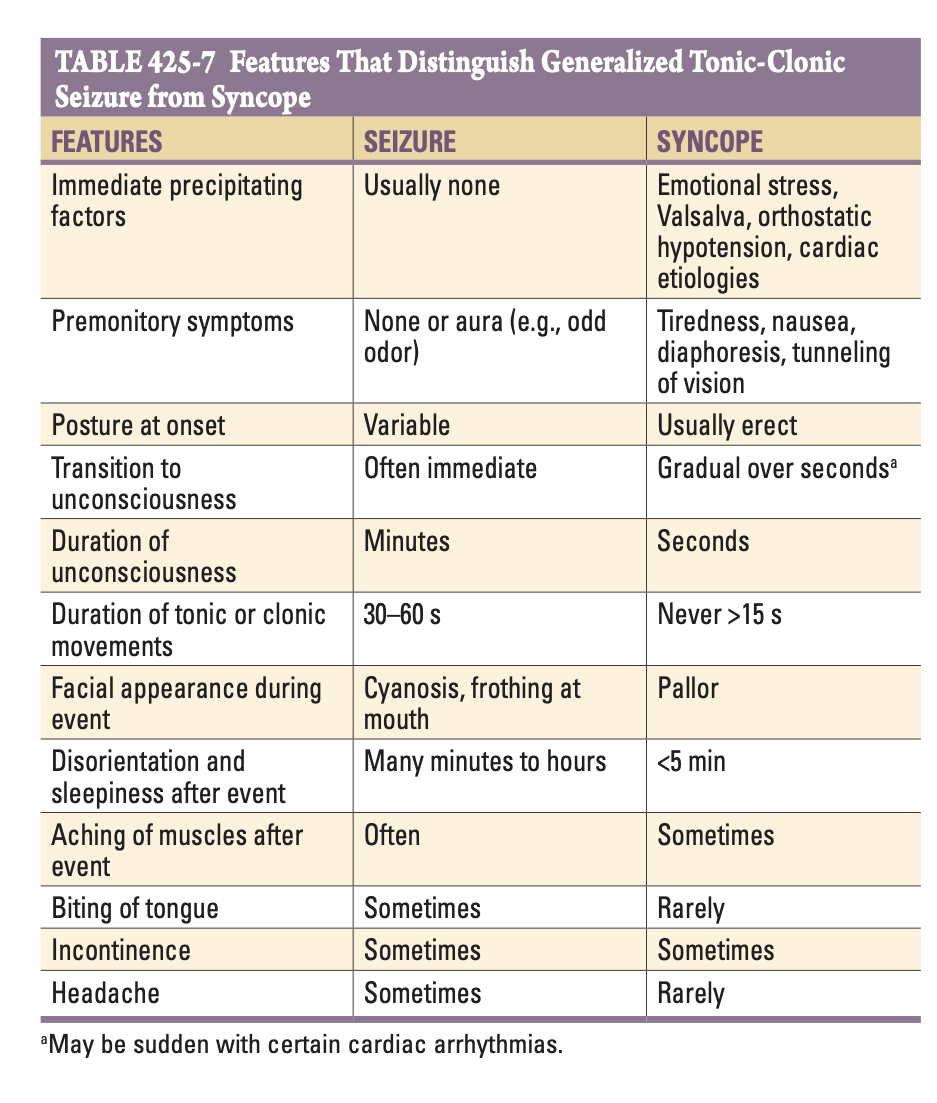 TABLE 425-7 Features That Distinguish Generalized Tonic-Clonic
Seizure from Syncope
FEATURES SEIZURE SYNCOPE
Immediate precipitating
factors
Usually none
Emotional stress,
Valsalva, orthostatic
hypotension, cardiac
etiologies
Premonitory symptoms
None or aura (e.g., odd
odor)
Tiredness, nausea,
diaphoresis, tunneling
of vision
Posture at onset
Variable
Usually erect
Transition to
unconsciousness
Often immediate
Gradual over secondsᵃ
Duration of
unconsciousness
Minutes
Seconds
Duration of tonic or clonic
movements
30–60 s
Never >15 s
Facial appearance during
event
Cyanosis, frothing at
mouth
Pallor
Disorientation and
sleepiness after event
Many minutes to hours
<5 min
Aching of muscles after
event
Often
Sometimes
Biting of tongue
Sometimes
Rarely
Incontinence
Sometimes
Sometimes
Headache
Sometimes
Rarely
ᵃMay be sudden with certain cardiac arrhythmias.